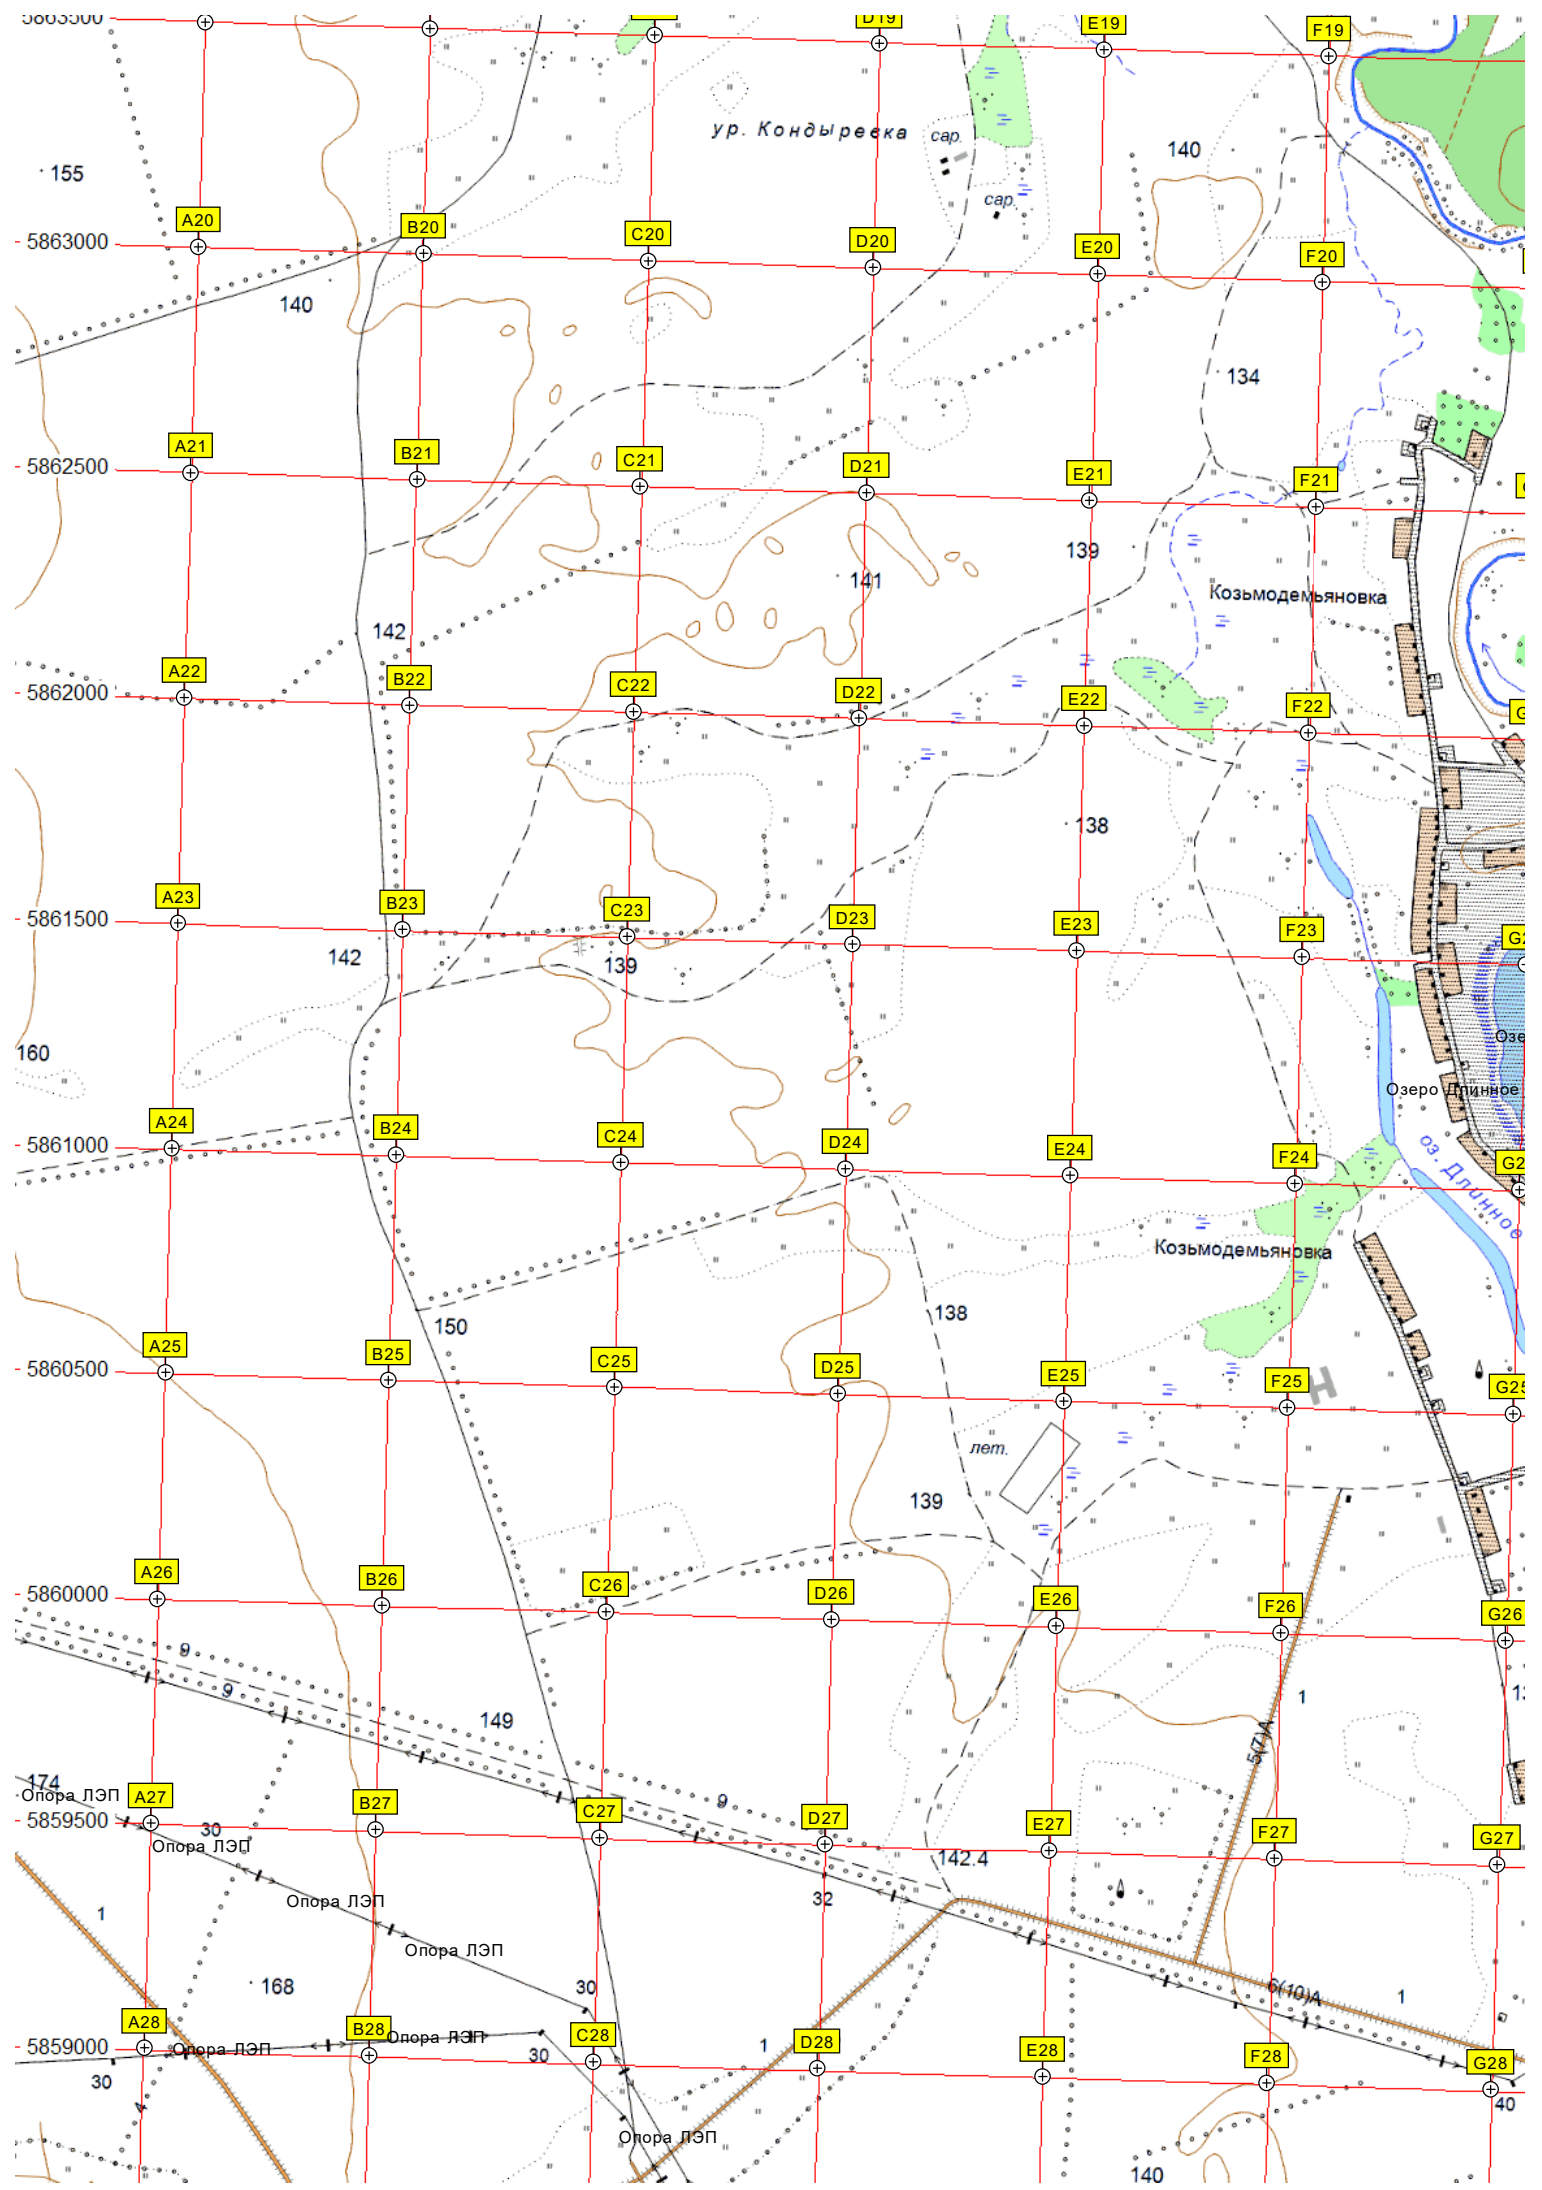 5863500
D19
E19
F19
ур. Кондыревка
сар.
140
155
сар.
A20
B20
C20
D20
E20
F20
5863000
140
134
A21
B21
C21
D21
E21
F21
5862500
139
141
Козьмодемьяновка
142
A22
B22
C22
D22
E22
F22
5862000
138
A23
B23
C23
D23
E23
F23
5861500
142
139
160
Озеро Длинное
A24
B24
C24
D24
E24
F24
5861000
оз. Длинное
Козьмодемьяновка
138
150
A25
B25
C25
D25
E25
F25
G25
5860500
лет.
139
A26
B26
C26
D26
E26
F26
G26
5860000
9
9
149
1
5(7)А
174
Опора ЛЭП
A27
B27
C27
9
D27
E27
F27
G27
5859500
30
Опора ЛЭП
142.4
32
Опора ЛЭП
1
Опора ЛЭП
168
30
6(10)А
1
A28
B28
Опора ЛЭП
C28
D28
E28
F28
G28
5859000
Опора ЛЭП
30
1
30
4
40
Опора ЛЭП
140